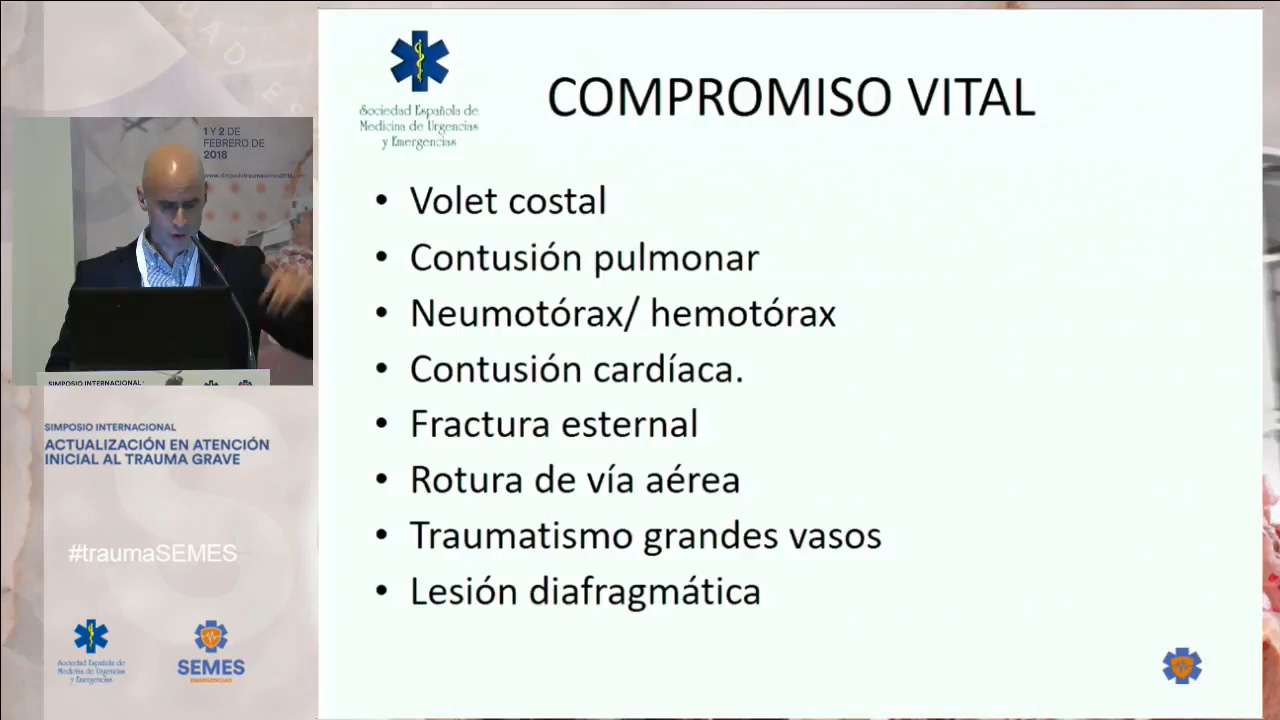 1 Y 2 DE
FEBRERO DE
2018
SIMPOSIO INTERNACIONAL
SIMPOSIO INTERNACIONAL
ACTUALIZACIÓN EN ATENCIÓN
INICIAL AL TRAUMA GRAVE
#traumaSEMES
Sociedad Española de
Medicina de Urgencias
y Emergencias
SEMES
EMERGENCIAS
Sociedad Española de
Medicina de Urgencias
y Emergencias
COMPROMISO VITAL
• Volet costal
• Contusión pulmonar
• Neumotórax/ hemotórax
• Contusión cardíaca.
• Fractura esternal
• Rotura de vía aérea
• Traumatismo grandes vasos
• Lesión diafragmática